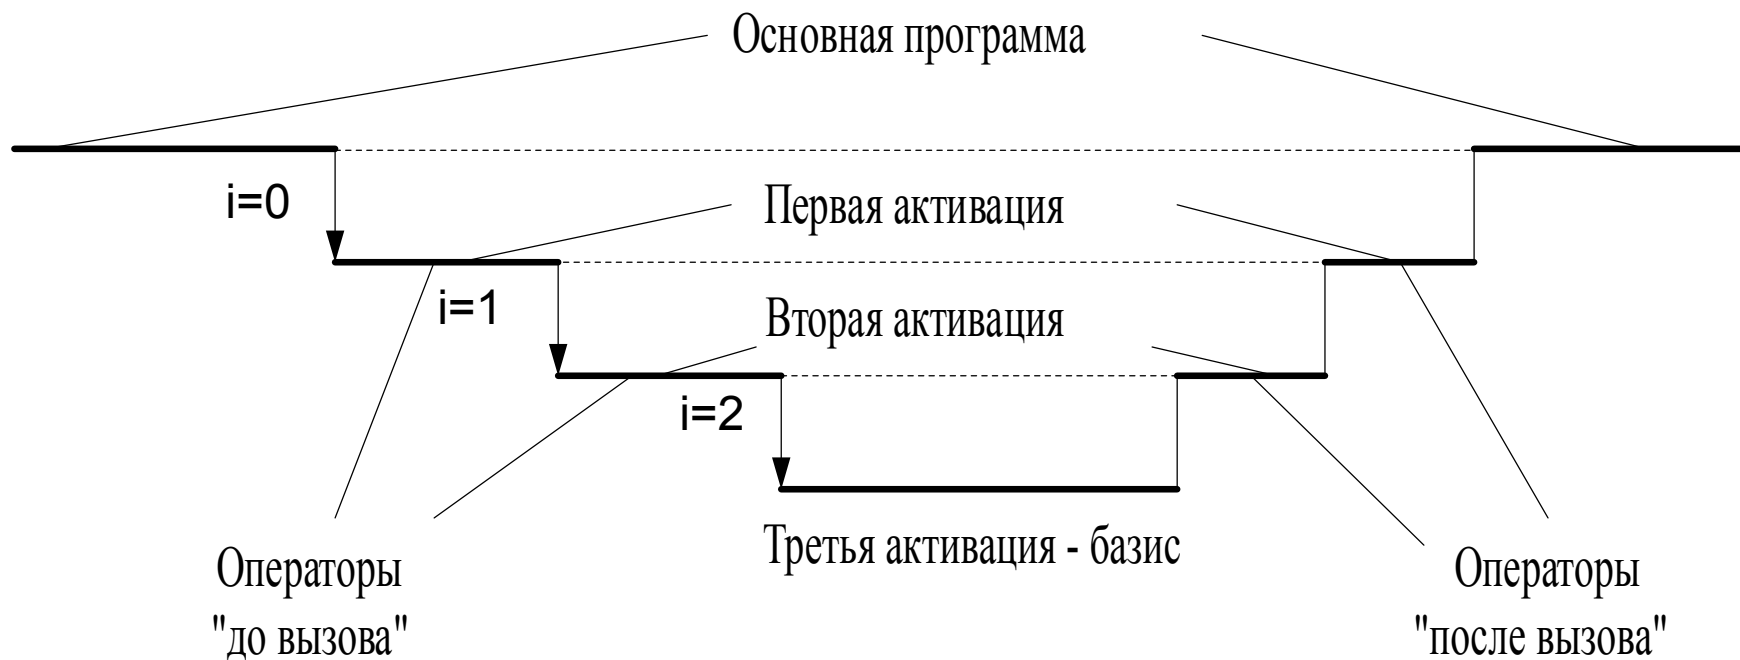 Основная программа
i=0
Первая активация
i=1
Вторая активация
i=2
Третья активация - базис
Операторы
"до вызова"
Операторы
"после вызова"